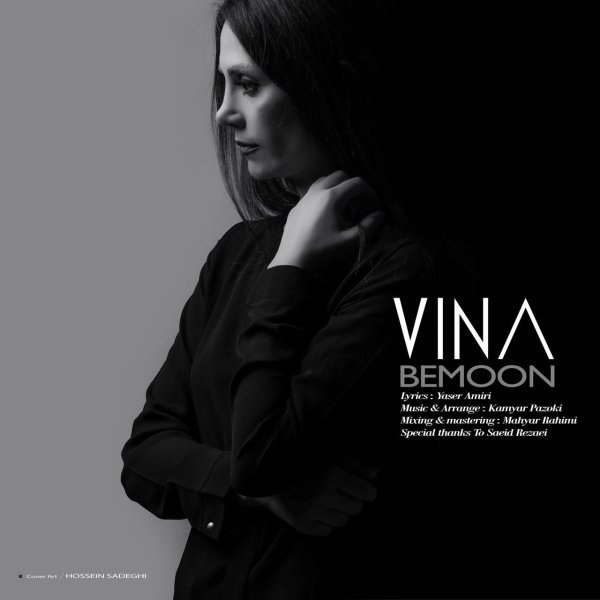 VINA
BEMOON
Lyrics : Yaser Amiri
Music & Arrange : Kamyar Pazoki
Mixing & mastering : Mahyar Rahimi
Special thanks To Saeid Rezaei
Cover Art / HOSSEIN SADEGHI